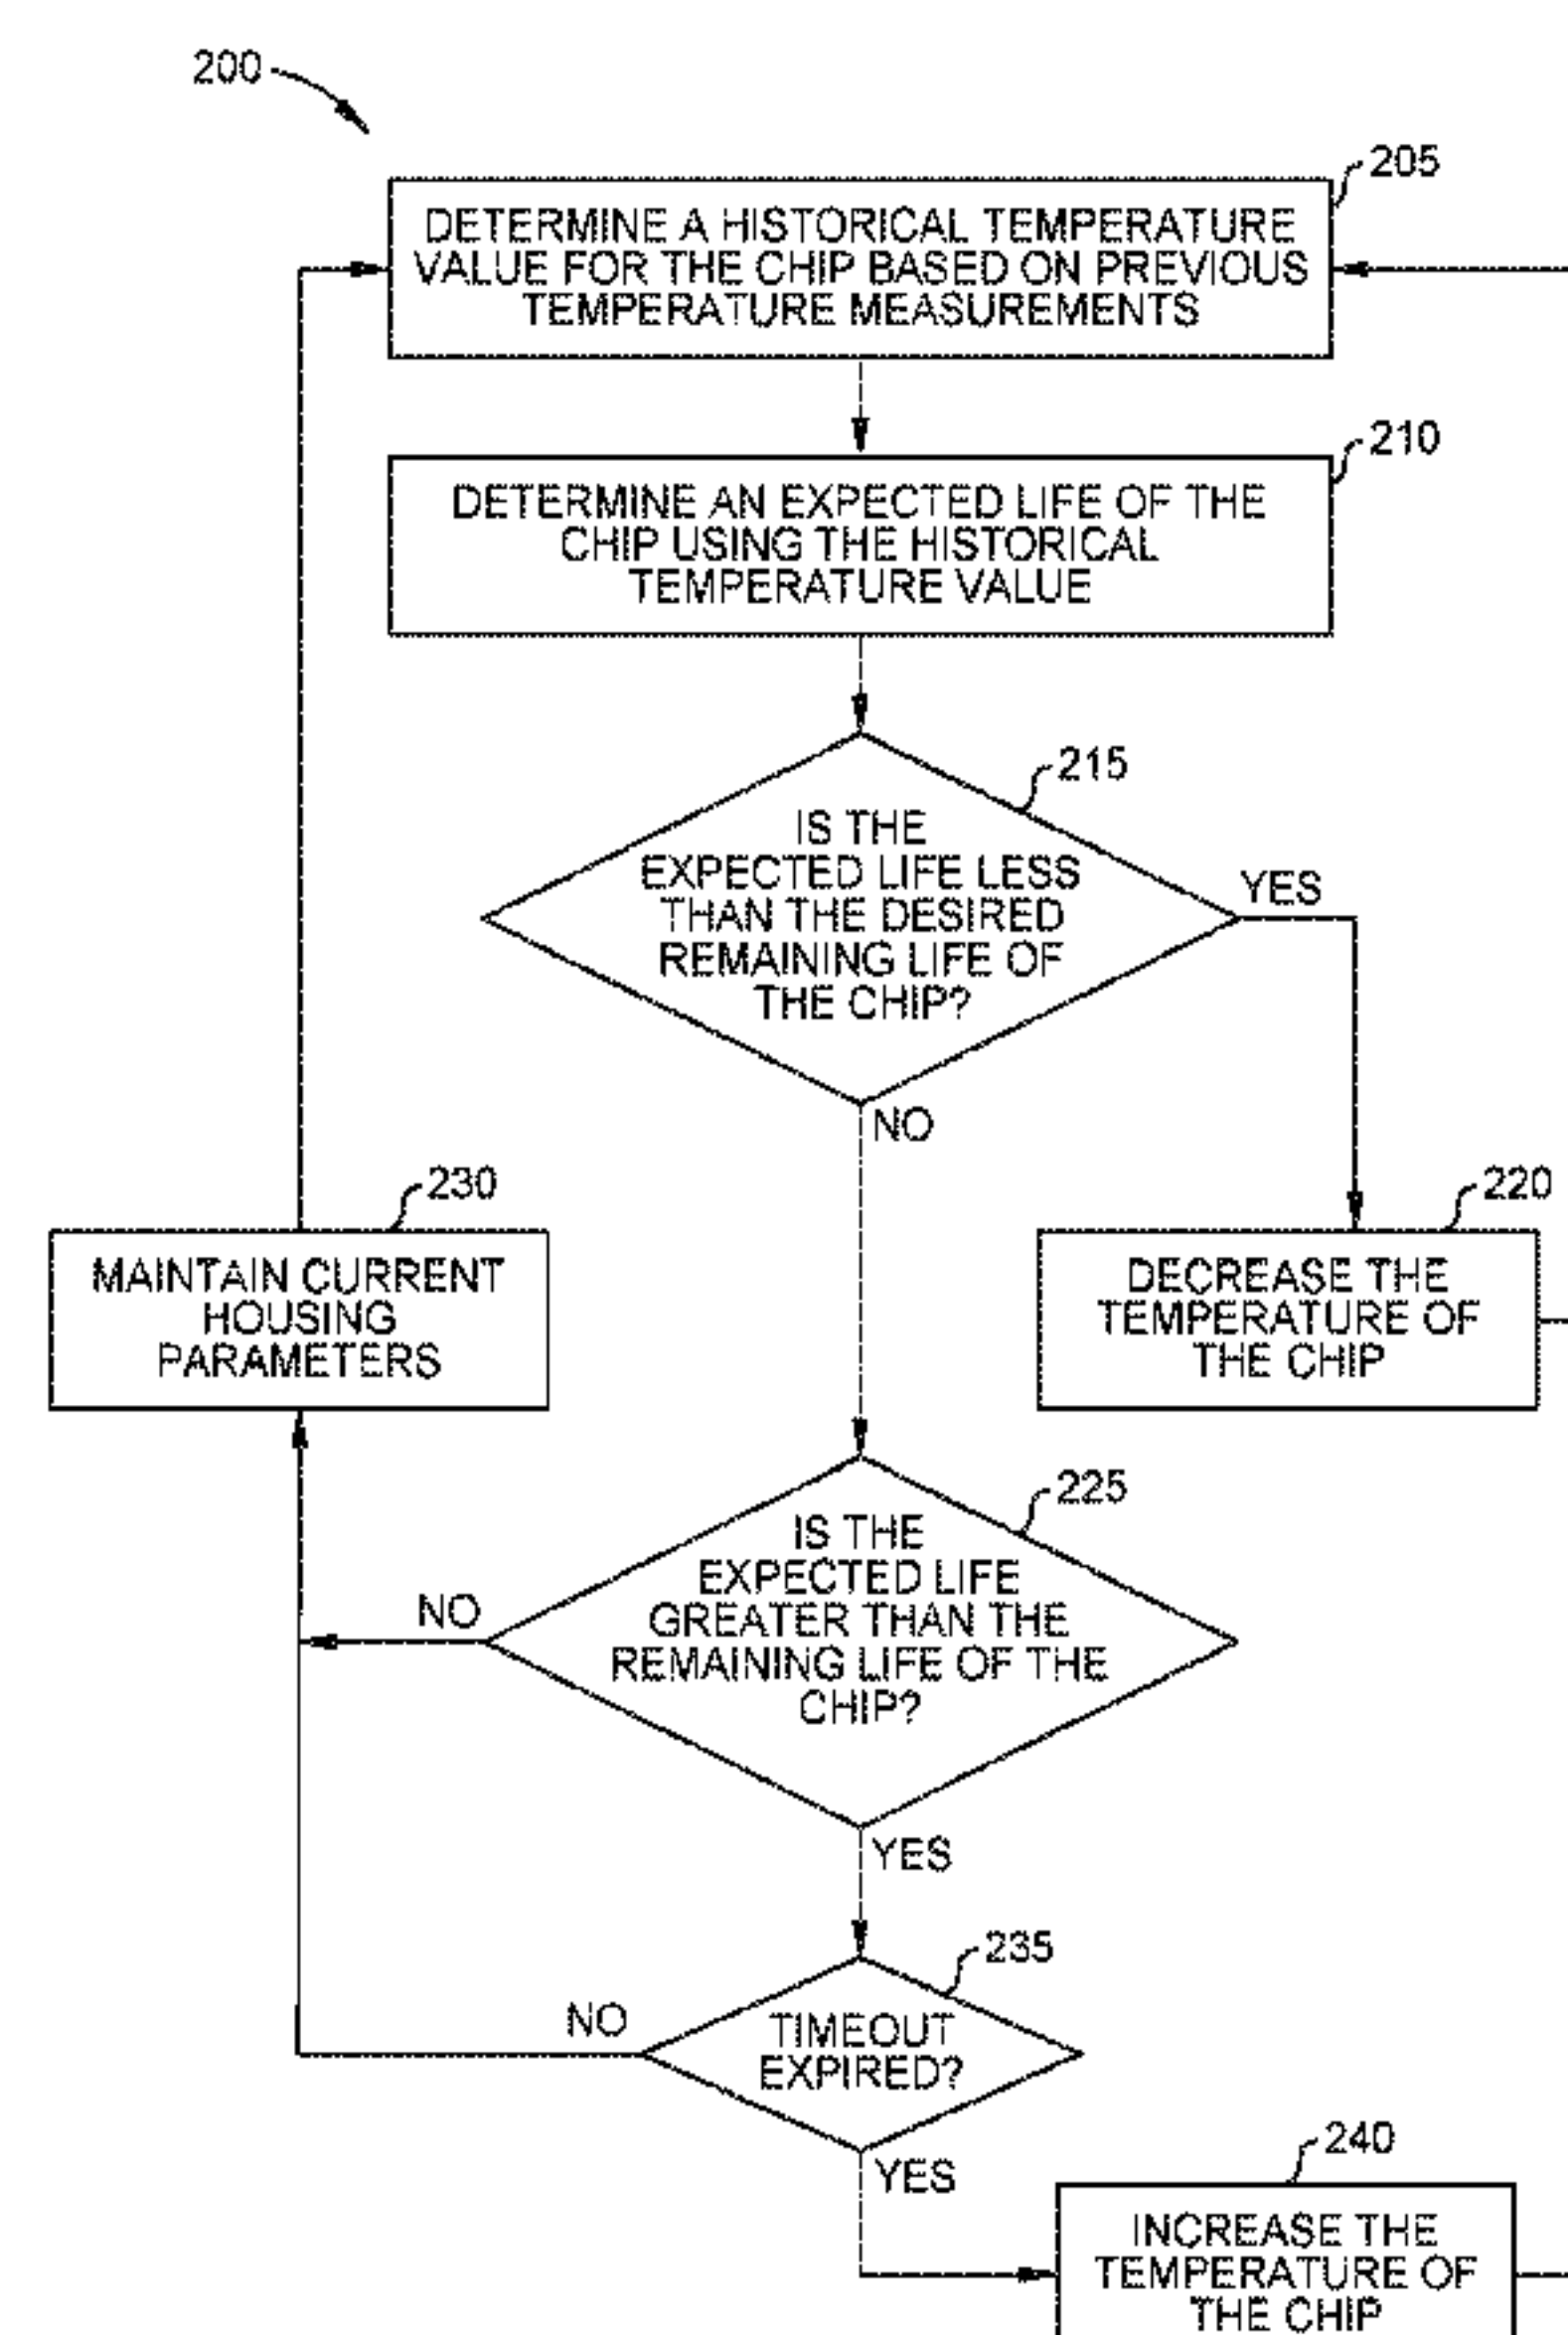 200
205
DETERMINE A HISTORICAL TEMPERATURE
VALUE FOR THE CHIP BASED ON PREVIOUS
TEMPERATURE MEASUREMENTS
210
DETERMINE AN EXPECTED LIFE OF THE
CHIP USING THE HISTORICAL
TEMPERATURE VALUE
215
IS THE
EXPECTED LIFE LESS
THAN THE DESIRED
REMAINING LIFE OF
THE CHIP?
YES
NO
230
MAINTAIN CURRENT
HOUSING
PARAMETERS
220
DECREASE THE
TEMPERATURE OF
THE CHIP
225
IS THE
EXPECTED LIFE
GREATER THAN THE
REMAINING LIFE OF THE
CHIP?
NO
YES
235
TIMEOUT
EXPIRED?
NO
YES
240
INCREASE THE
TEMPERATURE OF
THE CHIP